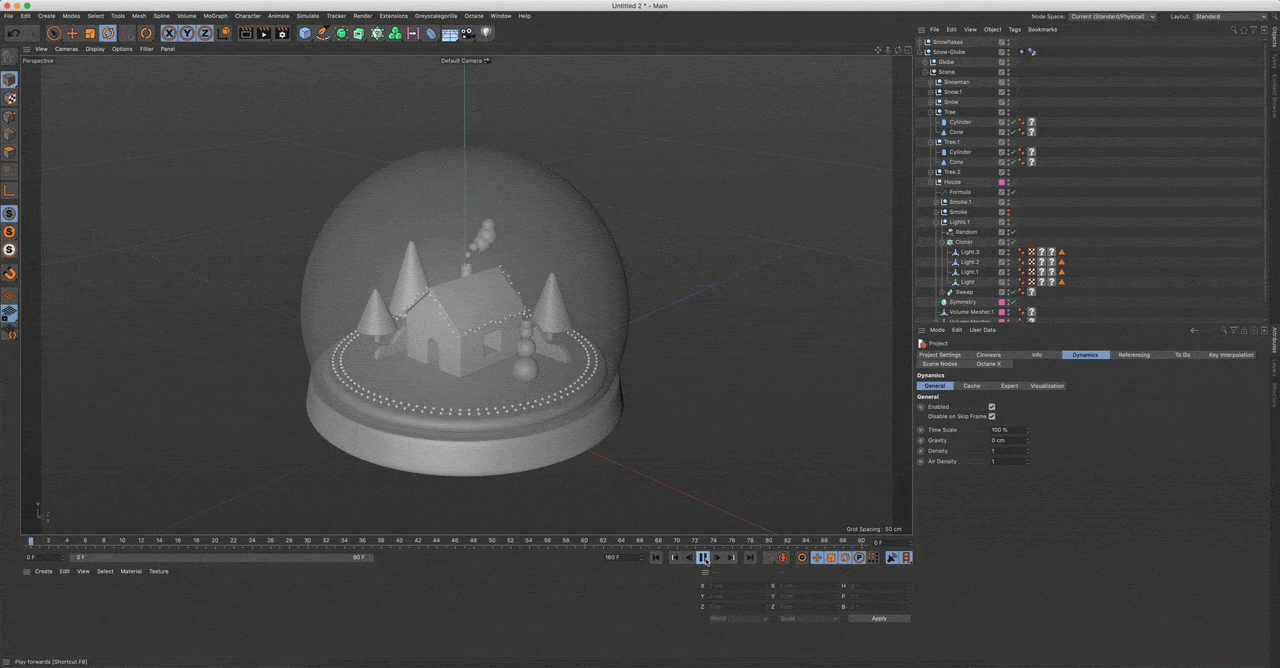 Untitled 2 * - Main
File Edit Create Modes Select Tools Mesh Spline Volume MoGraph Character Animate Simulate Tracker Render Extensions Greyscalegorilla Octane Window Help
Node Space: Current (Standard/Physical) Layout: Standard
X Y Z
View Cameras Display Options Filter Panel
Perspective
Default Camera
Grid Spacing : 50 cm
0 2 4 6 8 10 12 14 16 18 20 22 24 26 28 30 32 34 36 38 40 42 44 46 48 50 52 54 56 58 60 62 64 66 68 70 72 74 76 78 80 82 84 86 88 90 0 F
0 F 0 F 90 F 160 F
Create Edit View Select Material Texture
X X H
Y Y P
Z Z B
World Scale Apply
Play forwards [Shortcut F8]
File Edit View Object Tags Bookmarks
Snowflakes
Snow-Globe
Globe
Scene
Snowman
Snow.1
Snow
Tree
Cylinder
Cone
Tree.1
Cylinder
Cone
Tree.2
House
Formula
Smoke.1
Smoke
Lights.1
Random
Cloner
Light.3
Light.2
Light.1
Light
Sweep
Symmetry
Volume Mesher.1
Mode Edit User Data
Project
Project Settings Cineware Info Dynamics Referencing To Do Key Interpolation
Scene Nodes Octane X
Dynamics
General Cache Expert Visualization
General
Enabled
Disable on Skip Frame
Time Scale 100 %
Gravity 0 cm
Density 1
Air Density 1
Objects
Attributes